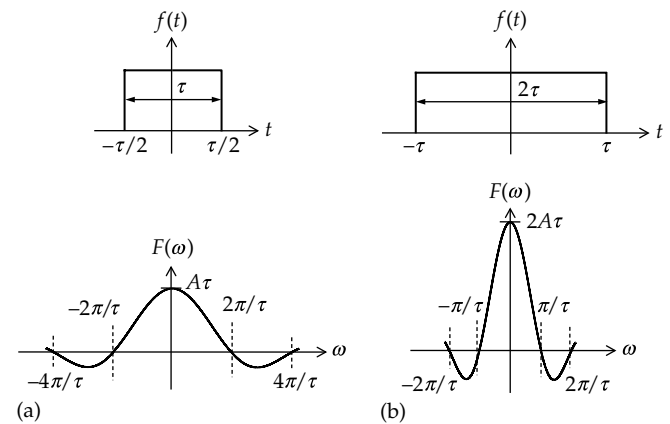 f(t)
τ
t
−τ/2
τ/2
F(ω)
Aτ
−2π/τ
2π/τ
ω
−4π/τ
4π/τ
(a)
f(t)
2τ
t
−τ
τ
F(ω)
2Aτ
−π/τ
π/τ
ω
−2π/τ
2π/τ
(b)